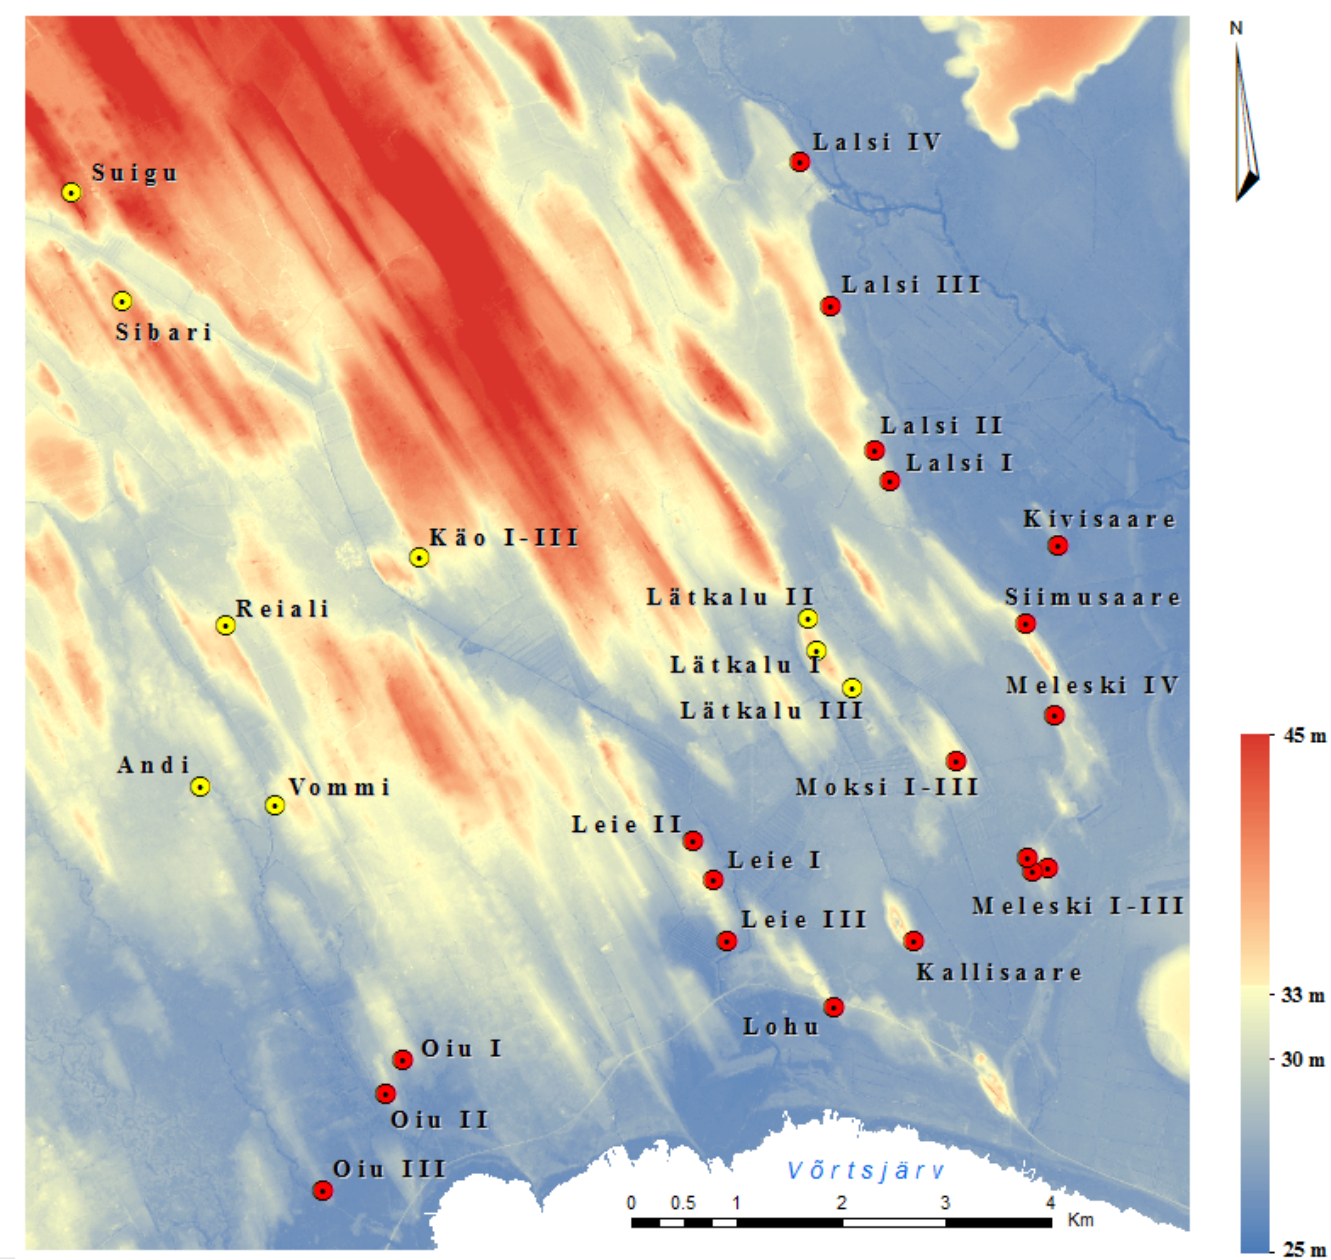 N
Lalsi IV
Suigu
Lalsi III
Sibari
Lalsi II
Lalsi I
Kivisaare
Käo I-III
Lätkalu II
Siimusaare
Reiali
Lätkalu I
Meleski IV
Lätkalu III
45 m
Andi
Vommi
Moksi I-III
Leie II
Leie I
Meleski I-III
Leie III
Kallisaare
33 m
Lohu
Oiu I
30 m
Oiu II
Oiu III
Võrtsjärv
0 0.5 1 2 3 4
Km
25 m